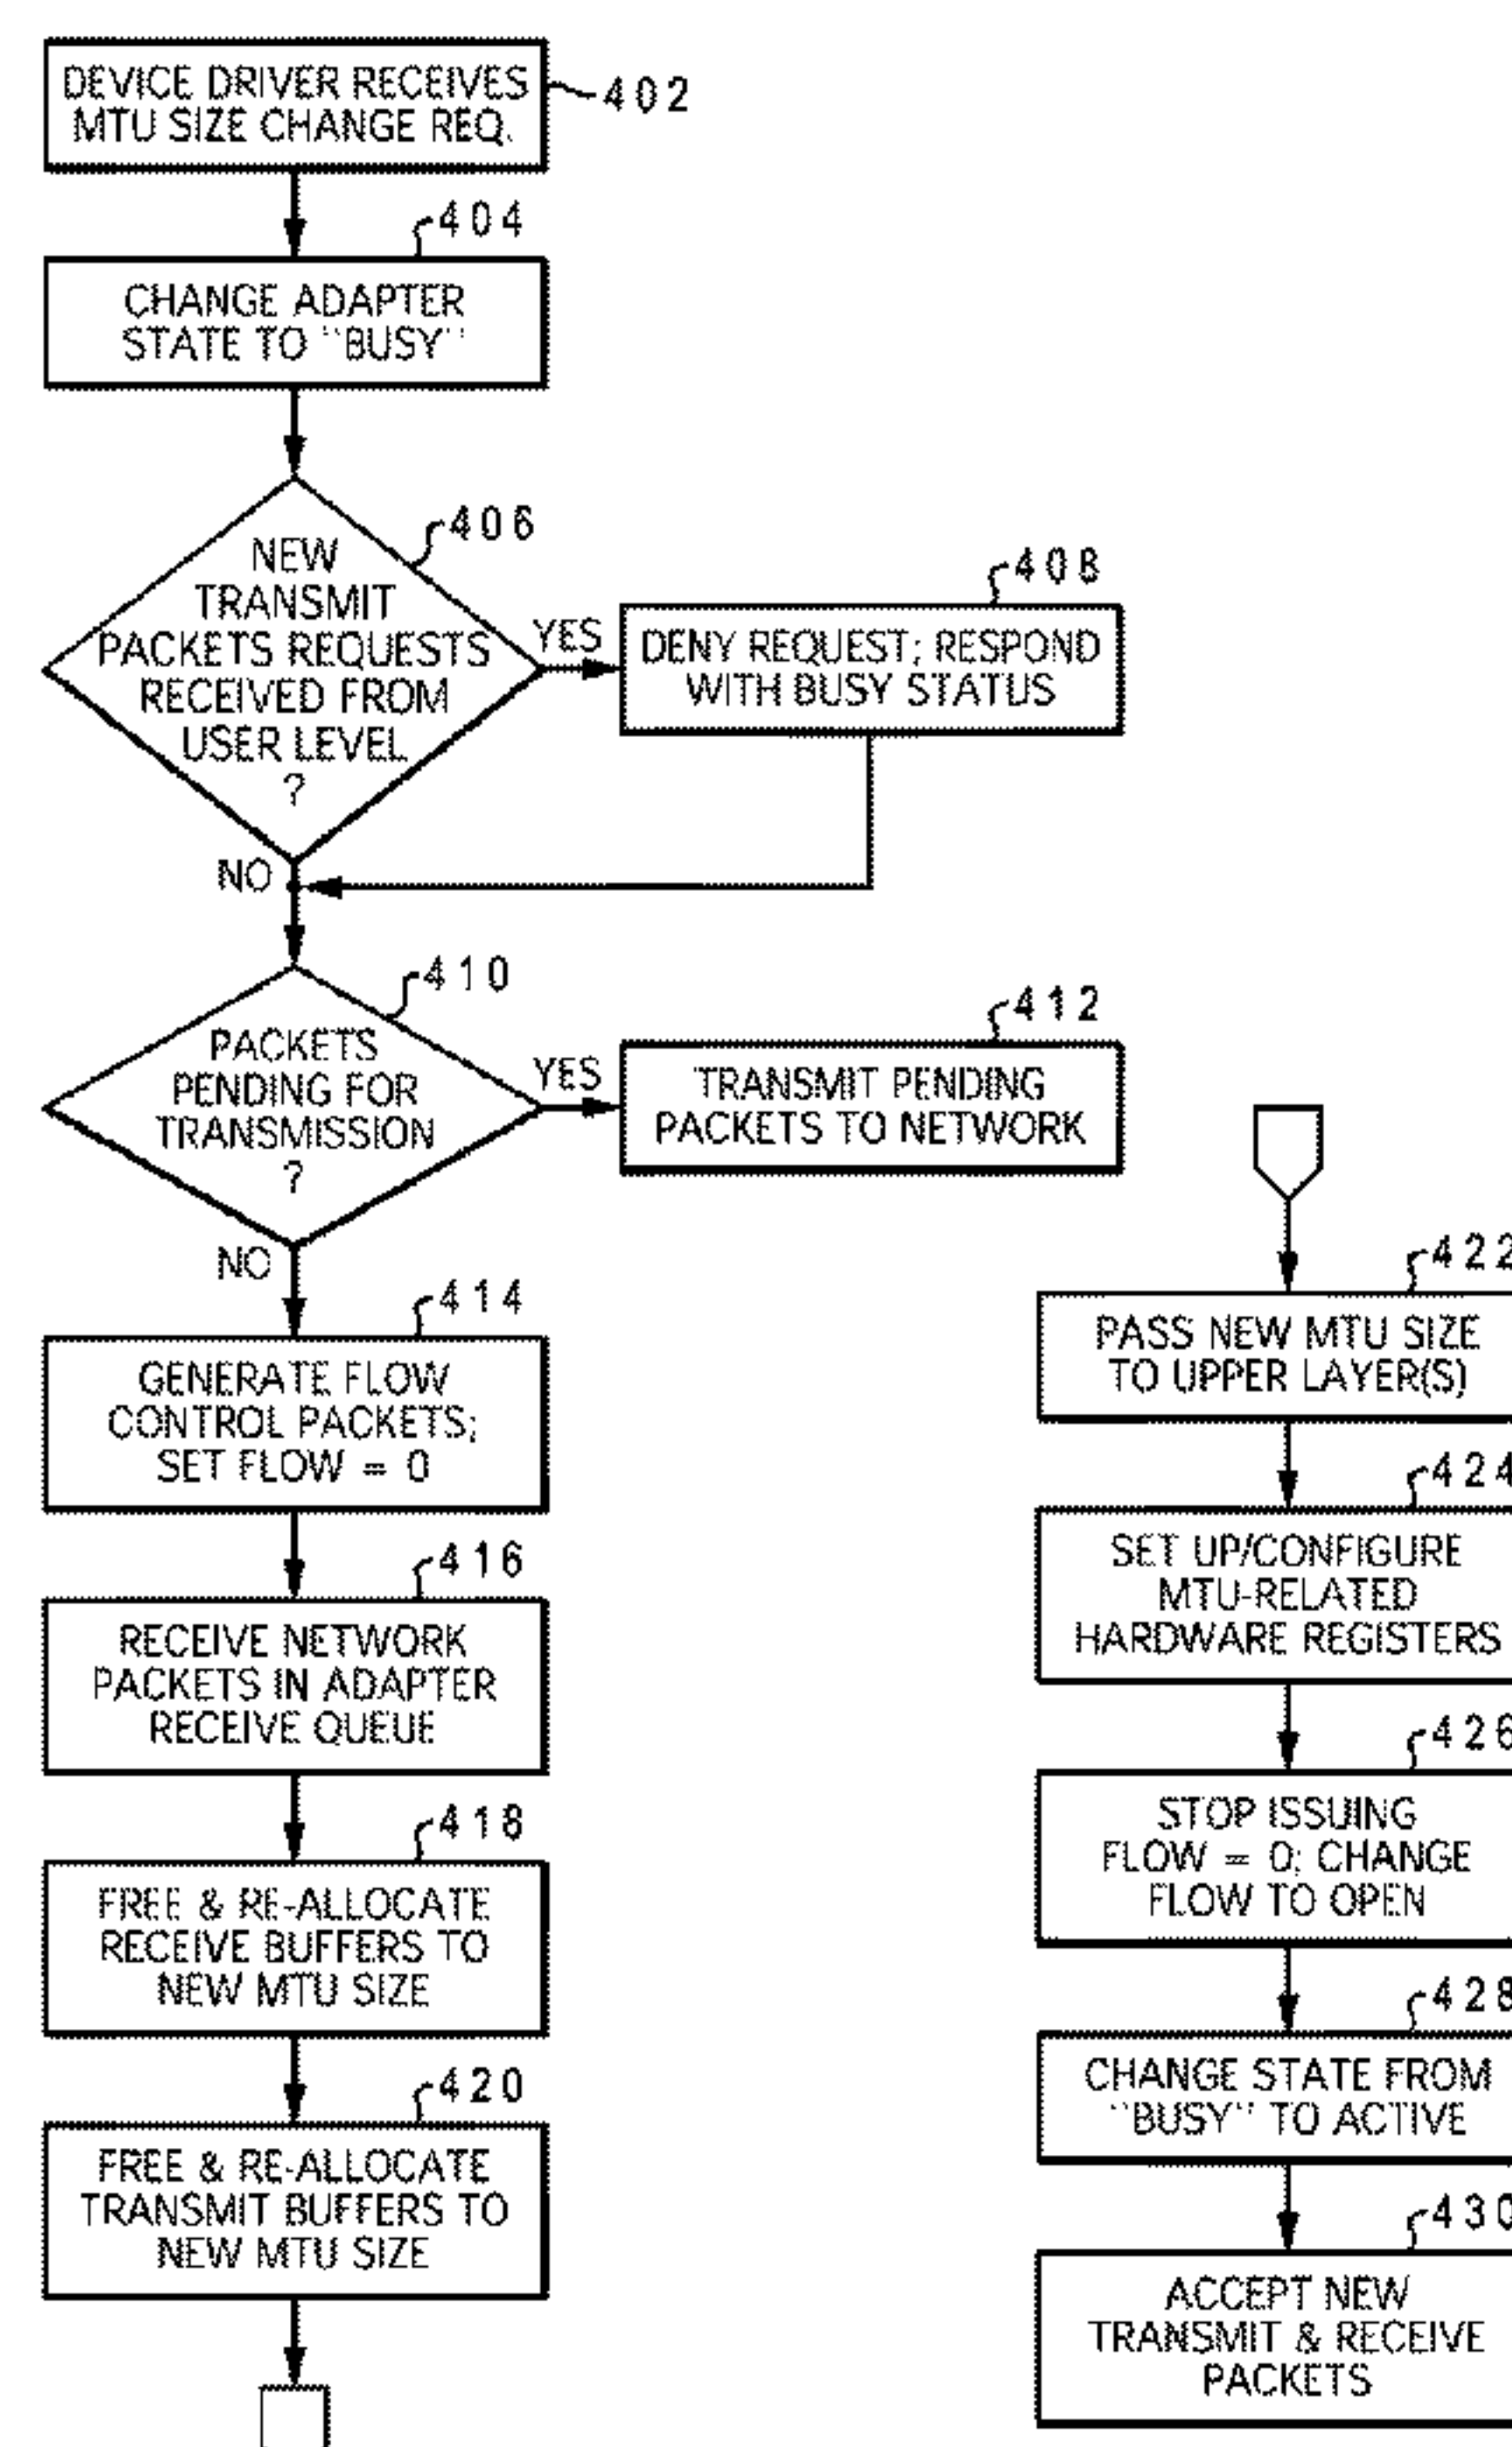 DEVICE DRIVER RECEIVES
MTU SIZE CHANGE REQ.
402
404
CHANGE ADAPTER
STATE TO "BUSY"
406
NEW
TRANSMIT
PACKETS REQUESTS
RECEIVED FROM
USER LEVEL
?
YES
NO
408
DENY REQUEST; RESPOND
WITH BUSY STATUS
410
PACKETS
PENDING FOR
TRANSMISSION
?
YES
NO
412
TRANSMIT PENDING
PACKETS TO NETWORK
414
GENERATE FLOW
CONTROL PACKETS;
SET FLOW = 0
416
RECEIVE NETWORK
PACKETS IN ADAPTER
RECEIVE QUEUE
418
FREE & RE-ALLOCATE
RECEIVE BUFFERS TO
NEW MTU SIZE
420
FREE & RE-ALLOCATE
TRANSMIT BUFFERS TO
NEW MTU SIZE
422
PASS NEW MTU SIZE
TO UPPER LAYER(S)
424
SET UP/CONFIGURE
MTU-RELATED
HARDWARE REGISTERS
426
STOP ISSUING
FLOW = 0; CHANGE
FLOW TO OPEN
428
CHANGE STATE FROM
"BUSY" TO ACTIVE
430
ACCEPT NEW
TRANSMIT & RECEIVE
PACKETS